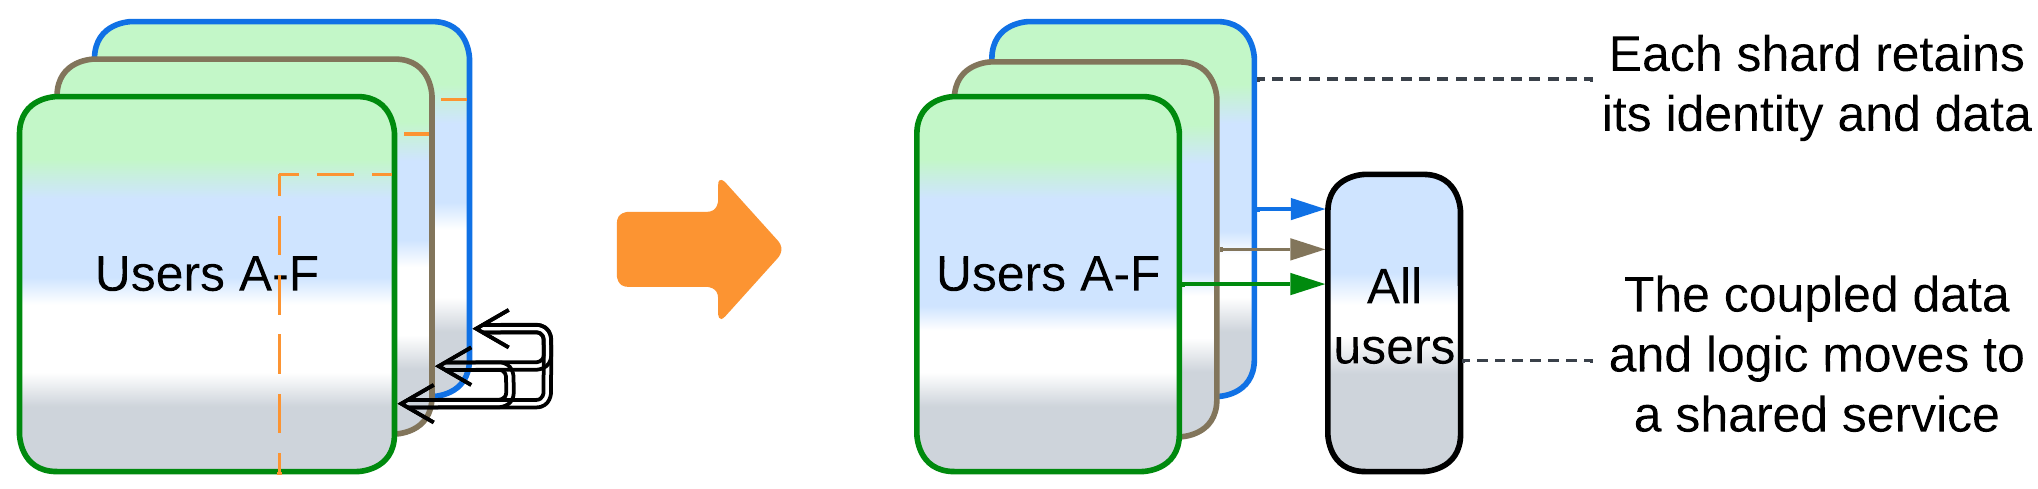 Users A-F
Users A-F
All
users
Each shard retains
its identity and data
The coupled data
and logic moves to
a shared service